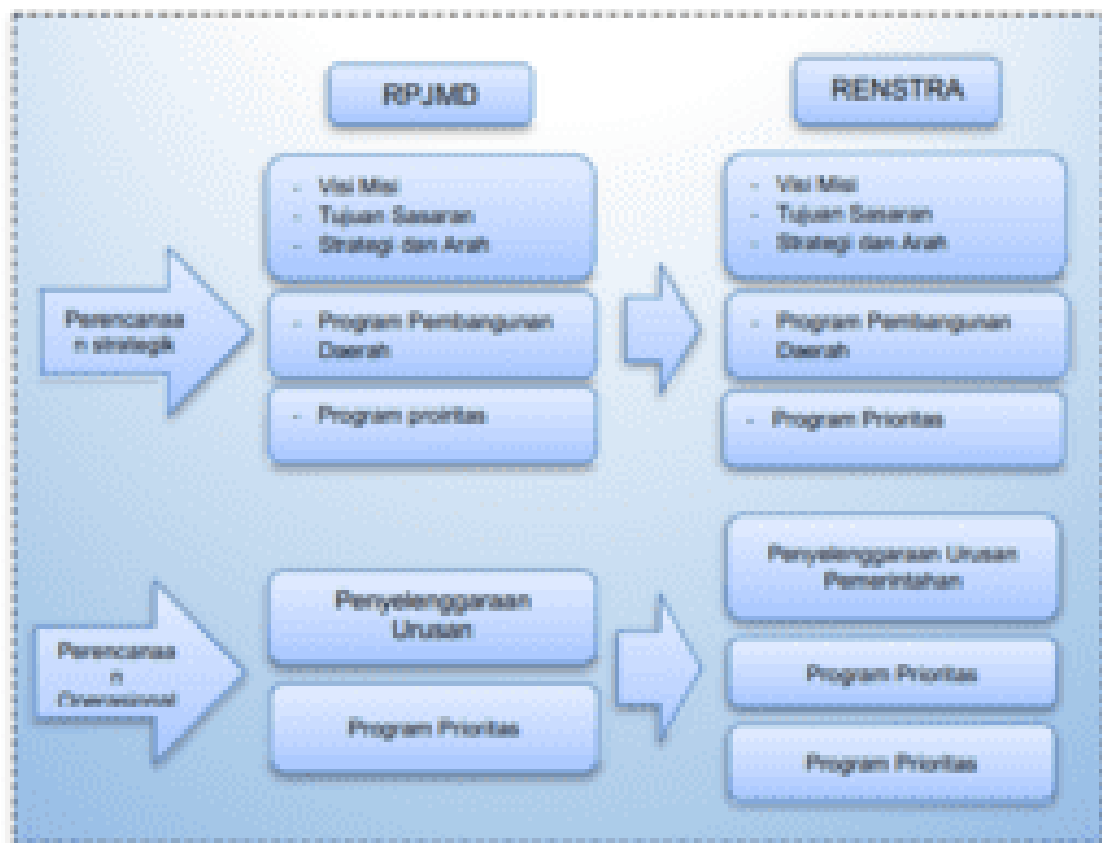 RPJMD
RENSTRA
- Visi Misi
- Tujuan Sasaran
- Strategi dan Arah
- Visi Misi
- Tujuan Sasaran
- Strategi dan Arah
Perencanaa
n strategik
- Program Pembangunan
Daerah
- Program Pembangunan
Daerah
- Program proiritas
- Program Prioritas
Perencanaa
n
Operasional
Penyelenggaraan
Urusan
Program Prioritas
Penyelenggaraan Urusan
Pemerintahan
Program Prioritas
Program Prioritas